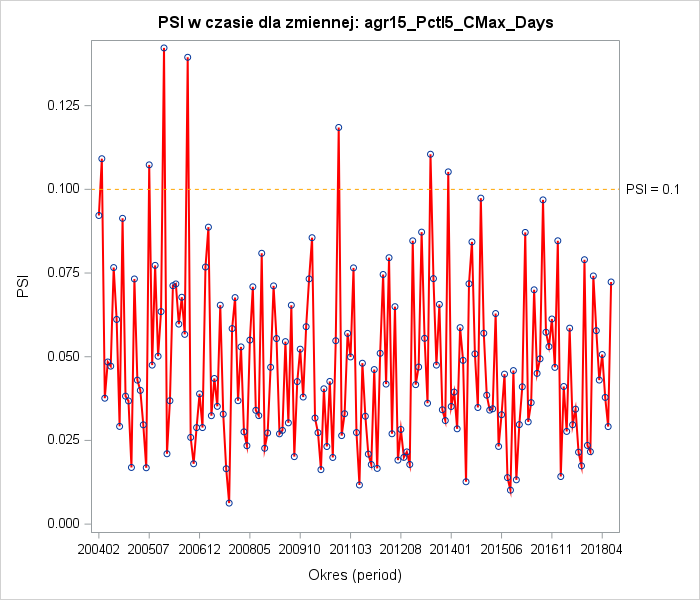 PSI w czasie dla zmiennej: agr15_Pctl5_CMax_Days
0.125
0.100
PSI = 0.1
0.075
PSI
0.050
0.025
0.000
200402 200507 200612 200805 200910 201103 201208 201401 201506 201611 201804
Okres (period)